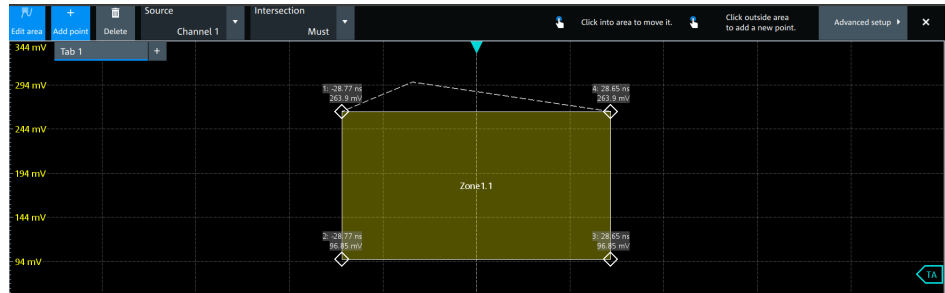 Edit area
+
Add point
Delete
Source
Channel 1
Intersection
Must
Click into area to move it.
Click outside area
to add a new point.
Advanced setup
×
344 mV
Tab 1
+
294 mV
1: -28.77 ns
263.9 mV
4: 28.65 ns
263.9 mV
244 mV
194 mV
Zone1.1
144 mV
2: -28.77 ns
96.85 mV
3: 28.65 ns
96.85 mV
94 mV
TA